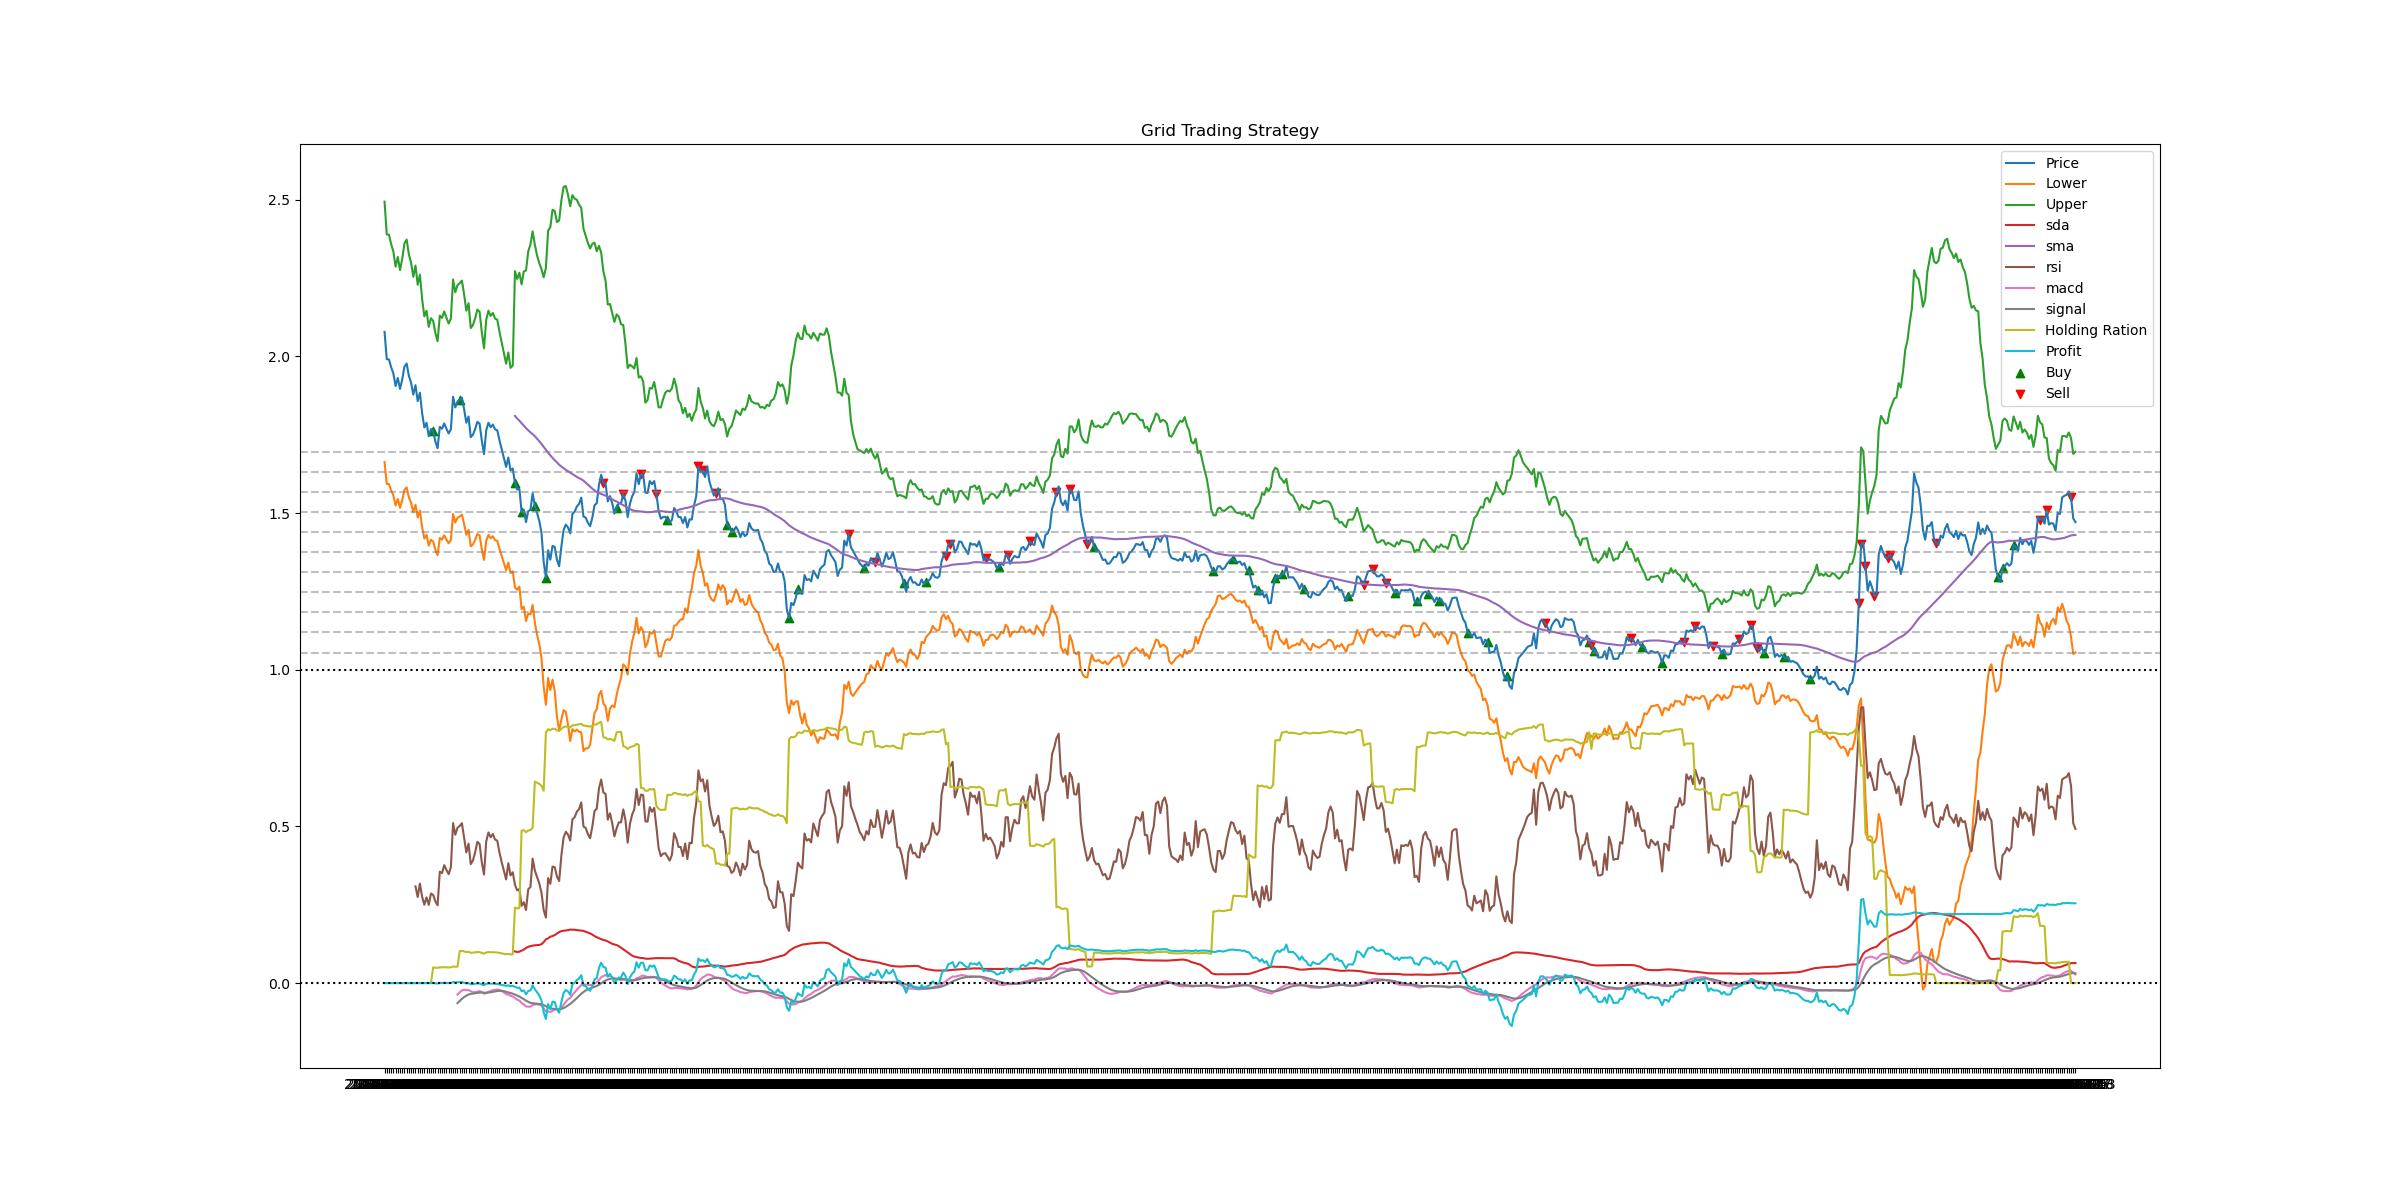 Grid Trading Strategy
2.5
2.0
1.5
1.0
0.5
0.0
Price
Lower
Upper
sda
sma
rsi
macd
signal
Holding Ration
Profit
Buy
Sell